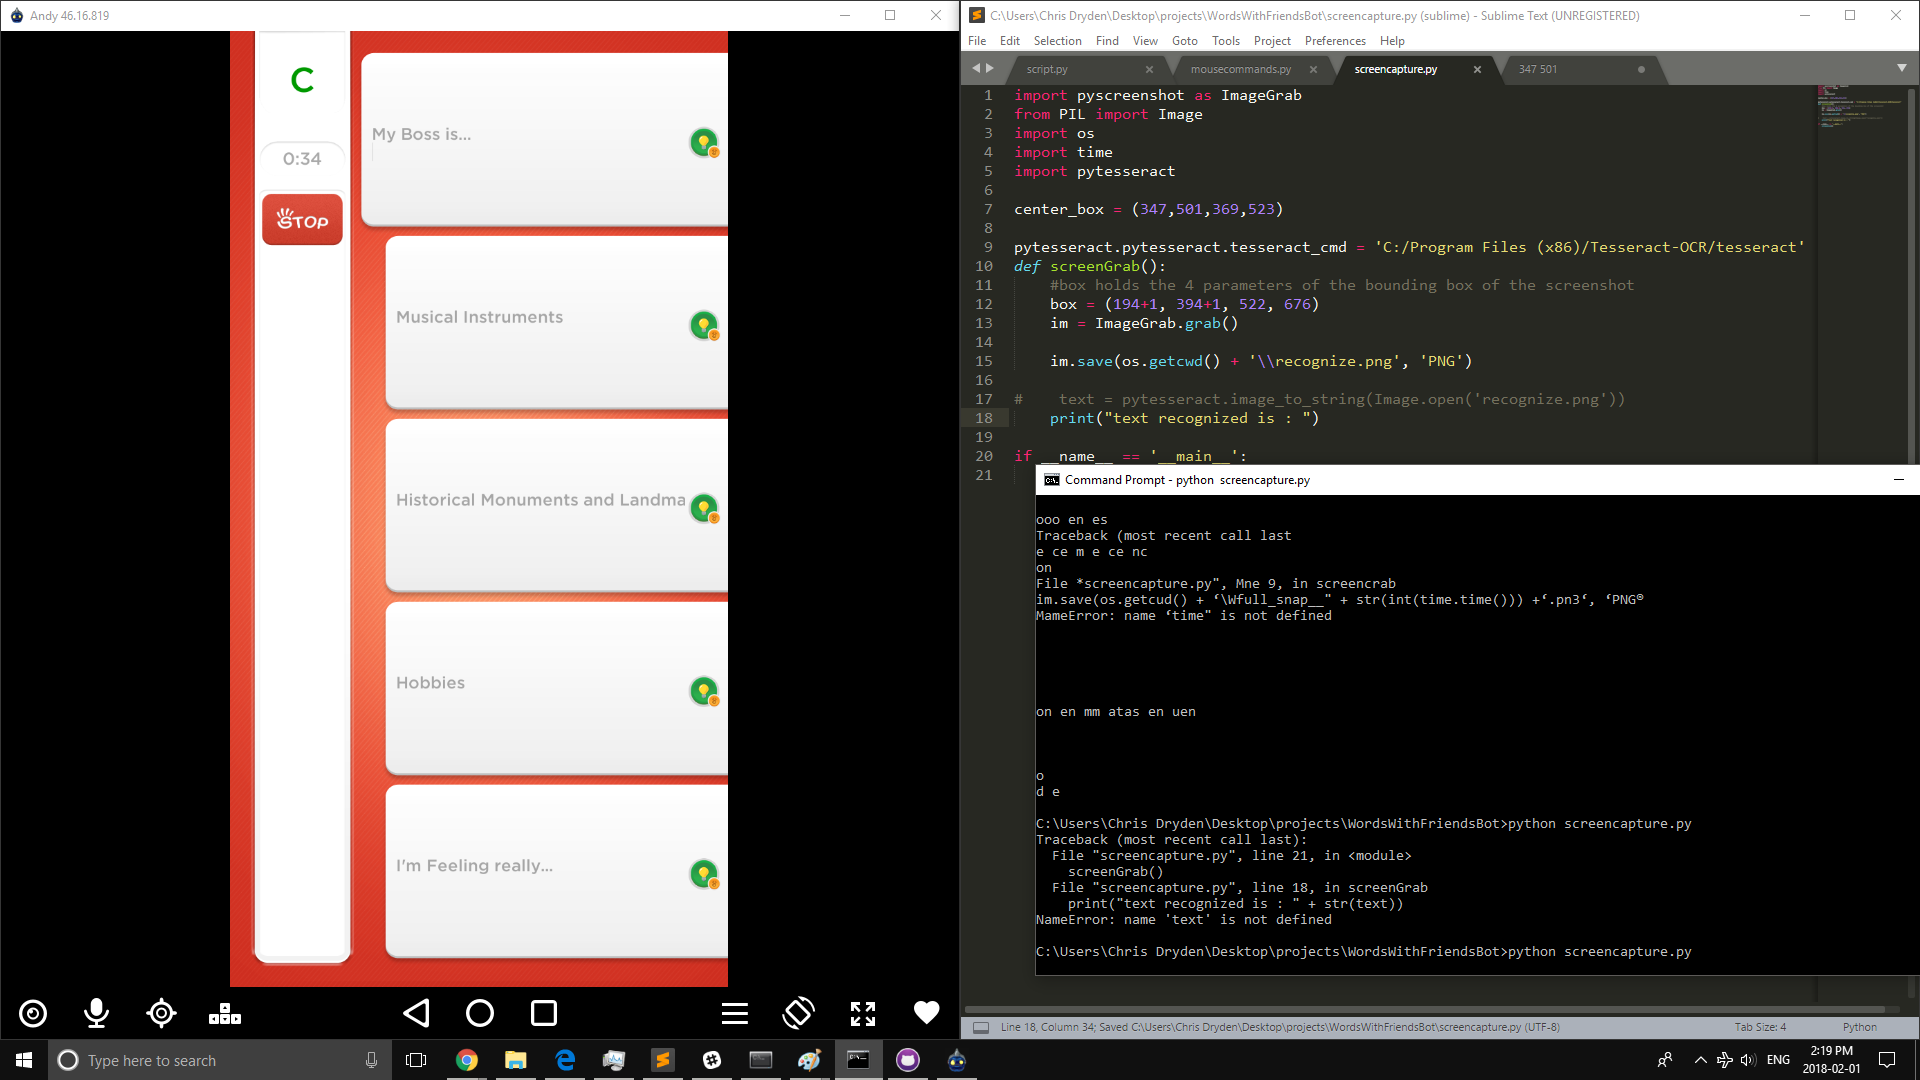 Andy 46.16.819
C
0:34
STOP
My Boss is...
Musical Instruments
Historical Monuments and Landma
Hobbies
I'm Feeling really...
C:\Users\Chris Dryden\Desktop\projects\WordsWithFriendsBot\screencapture.py (sublime) - Sublime Text (UNREGISTERED)
File Edit Selection Find View Goto Tools Project Preferences Help
script.py mousecommands.py screencapture.py 347 501
1 import pyscreenshot as ImageGrab
2 from PIL import Image
3 import os
4 import time
5 import pytesseract
6
7 center_box = (347,501,369,523)
8
9 pytesseract.pytesseract.tesseract_cmd = 'C:/Program Files (x86)/Tesseract-OCR/tesseract'
10 def screenGrab():
11 #box holds the 4 parameters of the bounding box of the screenshot
12 box = (194+1, 394+1, 522, 676)
13 im = ImageGrab.grab()
14
15 im.save(os.getcwd() + '\\recognize.png', 'PNG')
16
17 # text = pytesseract.image_to_string(Image.open('recognize.png'))
18 print("text recognized is : ")
19
20 if __name__ == '__main__':
21
Command Prompt - python screencapture.py
ooo en es
Traceback (most recent call last
e ce m e ce nc
on
File *screencapture.py", Mne 9, in screencrab
im.save(os.getcud() + ‘\Wfull_snap__" + str(int(time.time())) +‘.pn3‘, ‘PNG®
MameError: name ‘time" is not defined
on en mm atas en uen
o
d e
C:\Users\Chris Dryden\Desktop\projects\WordsWithFriendsBot>python screencapture.py
Traceback (most recent call last):
File "screencapture.py", line 21, in <module>
screenGrab()
File "screencapture.py", line 18, in screenGrab
print("text recognized is : " + str(text))
NameError: name 'text' is not defined
C:\Users\Chris Dryden\Desktop\projects\WordsWithFriendsBot>python screencapture.py
Line 18, Column 34; Saved C:\Users\Chris Dryden\Desktop\projects\WordsWithFriendsBot\screencapture.py (UTF-8) Tab Size: 4 Python
Type here to search
ENG
2:19 PM
2018-02-01